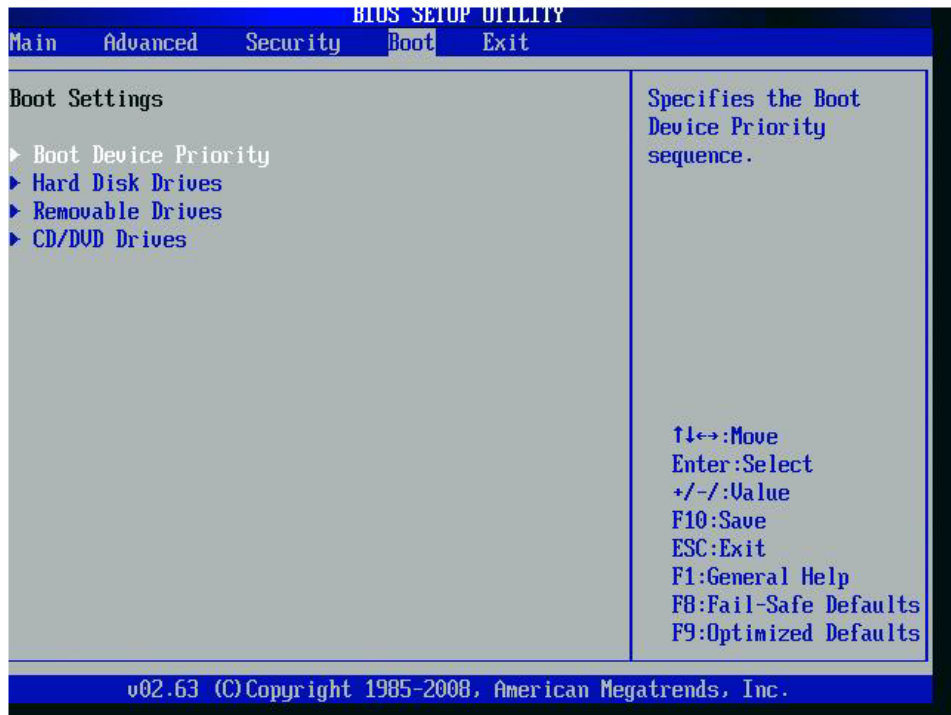 BIOS SETUP UTILITY
Main Advanced Security Boot Exit
Boot Settings
Boot Device Priority
Hard Disk Drives
Removable Drives
CD/DVD Drives
Specifies the Boot
Device Priority
sequence.
↑↓←→:Move
Enter:Select
+/-/:Value
F10:Save
ESC:Exit
F1:General Help
F8:Fail-Safe Defaults
F9:Optimized Defaults
v02.63 (C)Copyright 1985-2008, American Megatrends, Inc.